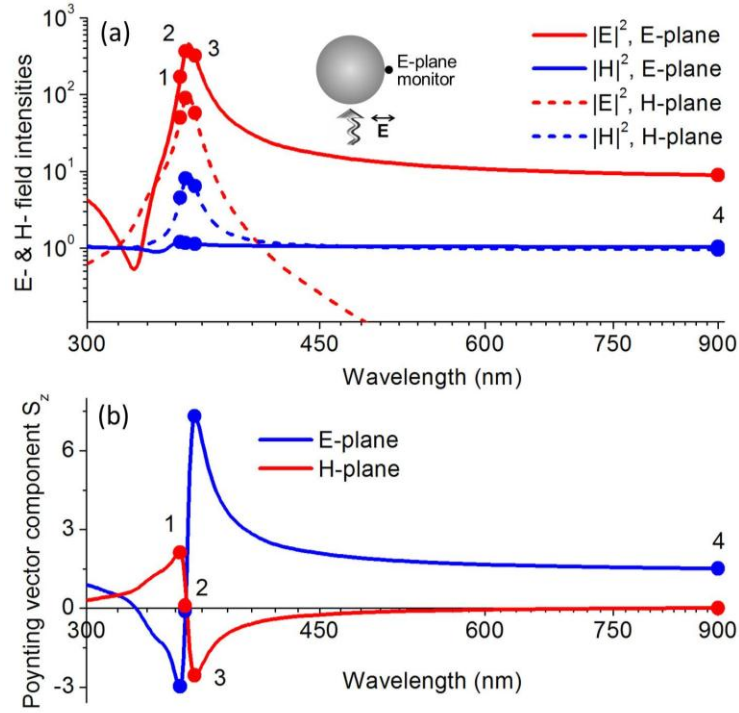 (a)
E- & H- field intensities
10³
10²
10¹
10⁰
2
3
1
4
E-plane
monitor
E
|E|², E-plane
|H|², E-plane
|E|², H-plane
|H|², H-plane
300 450 600 750 900
Wavelength (nm)
(b)
Poynting vector component S_z
6
3
0
-3
E-plane
H-plane
1
2
3
4
300 450 600 750 900
Wavelength (nm)